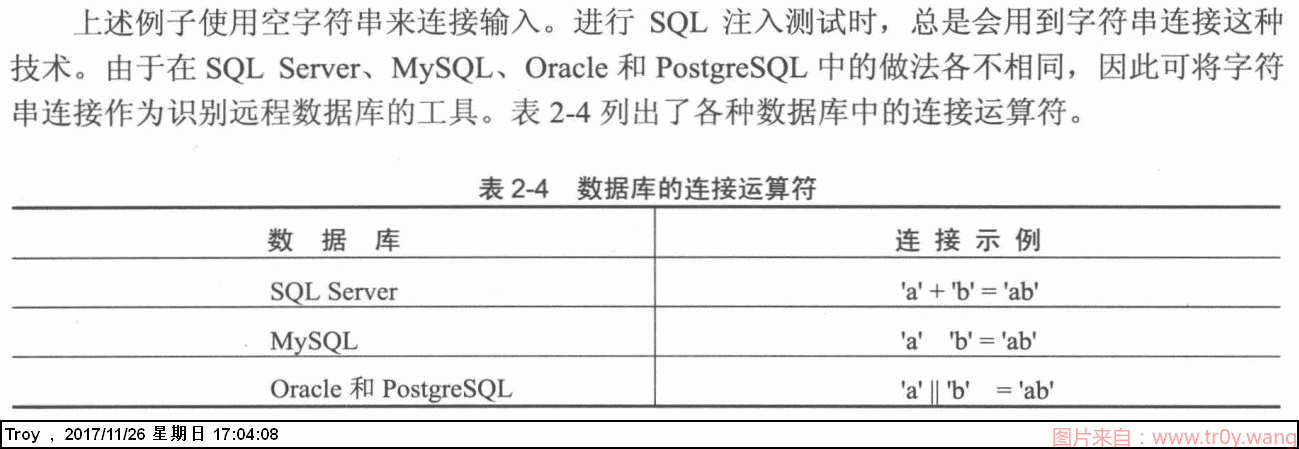 上述例子使用空字符串来连接输入。进行 SQL 注入测试时，总是会用到字符串连接这种
技术。由于在 SQL Server、MySQL、Oracle 和 PostgreSQL 中的做法各不相同，因此可将字符
串连接作为识别远程数据库的工具。表 2-4 列出了各种数据库中的连接运算符。
表 2-4 数据库的连接运算符
数 据 库 连 接 示 例
SQL Server 'a' + 'b' = 'ab'
MySQL 'a' 'b' = 'ab'
Oracle 和 PostgreSQL 'a' || 'b' = 'ab'
Troy , 2017/11/26 星期日 17:04:08
图片来自：www.tr0y.wang